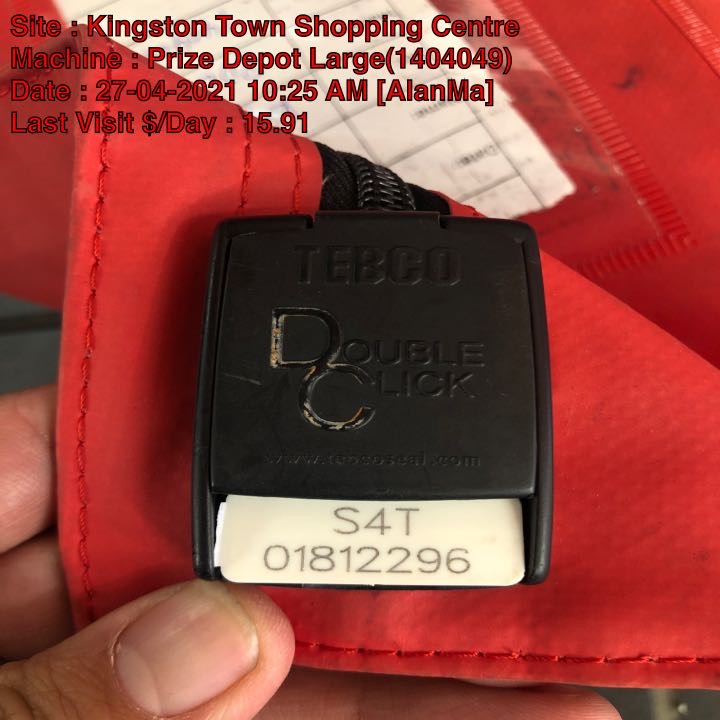 Site : Kingston Town Shopping Centre
Machine : Prize Depot Large(1404049)
Date : 27-04-2021 10:25 AM [AlanMa]
Last Visit $/Day : 15.91
Date:
TEBCO
DOUBLE
CLICK
www.tebcoseal.com
S4T
01812296